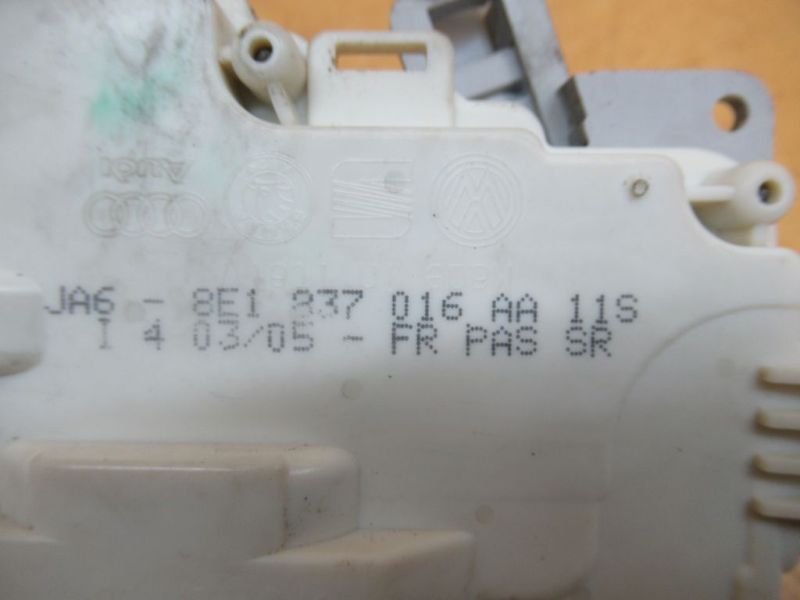 AUDI
JA6 - 8E1 837 016 AA 11S
I 4 03/05 - FR PAS SR